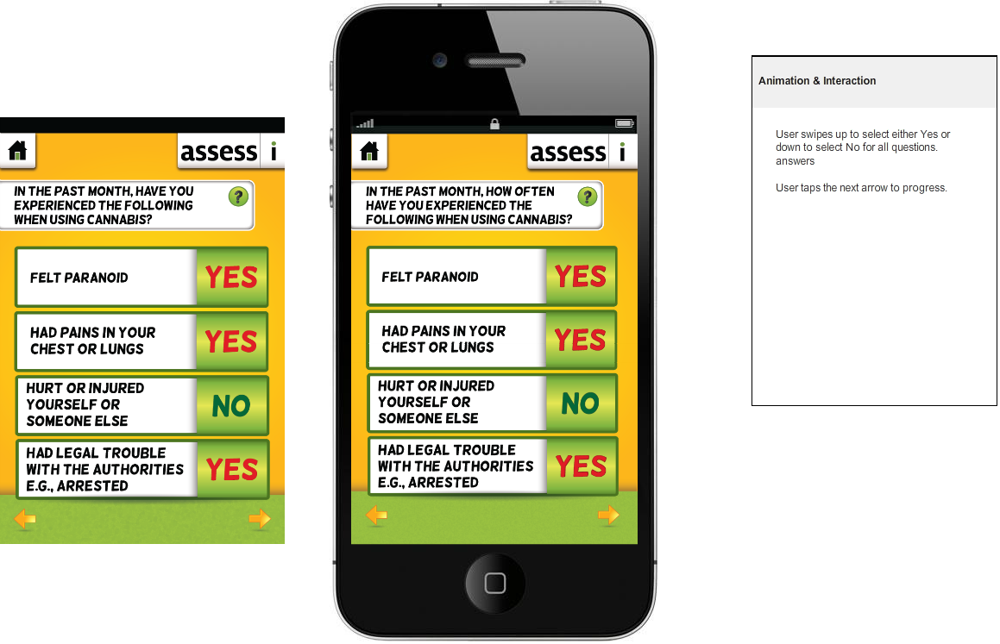 assess i
IN THE PAST MONTH, HAVE YOU
EXPERIENCED THE FOLLOWING
WHEN USING CANNABIS?
?
FELT PARANOID
YES
HAD PAINS IN YOUR
CHEST OR LUNGS
YES
HURT OR INJURED
YOURSELF OR
SOMEONE ELSE
NO
HAD LEGAL TROUBLE
WITH THE AUTHORITIES
E.G., ARRESTED
YES
assess i
IN THE PAST MONTH, HOW OFTEN
HAVE YOU EXPERIENCED THE
FOLLOWING WHEN USING CANNABIS?
?
FELT PARANOID
YES
HAD PAINS IN YOUR
CHEST OR LUNGS
YES
HURT OR INJURED
YOURSELF OR
SOMEONE ELSE
NO
HAD LEGAL TROUBLE
WITH THE AUTHORITIES
E.G., ARRESTED
YES
Animation & Interaction
User swipes up to select either Yes or
down to select No for all questions.
answers
User taps the next arrow to progress.